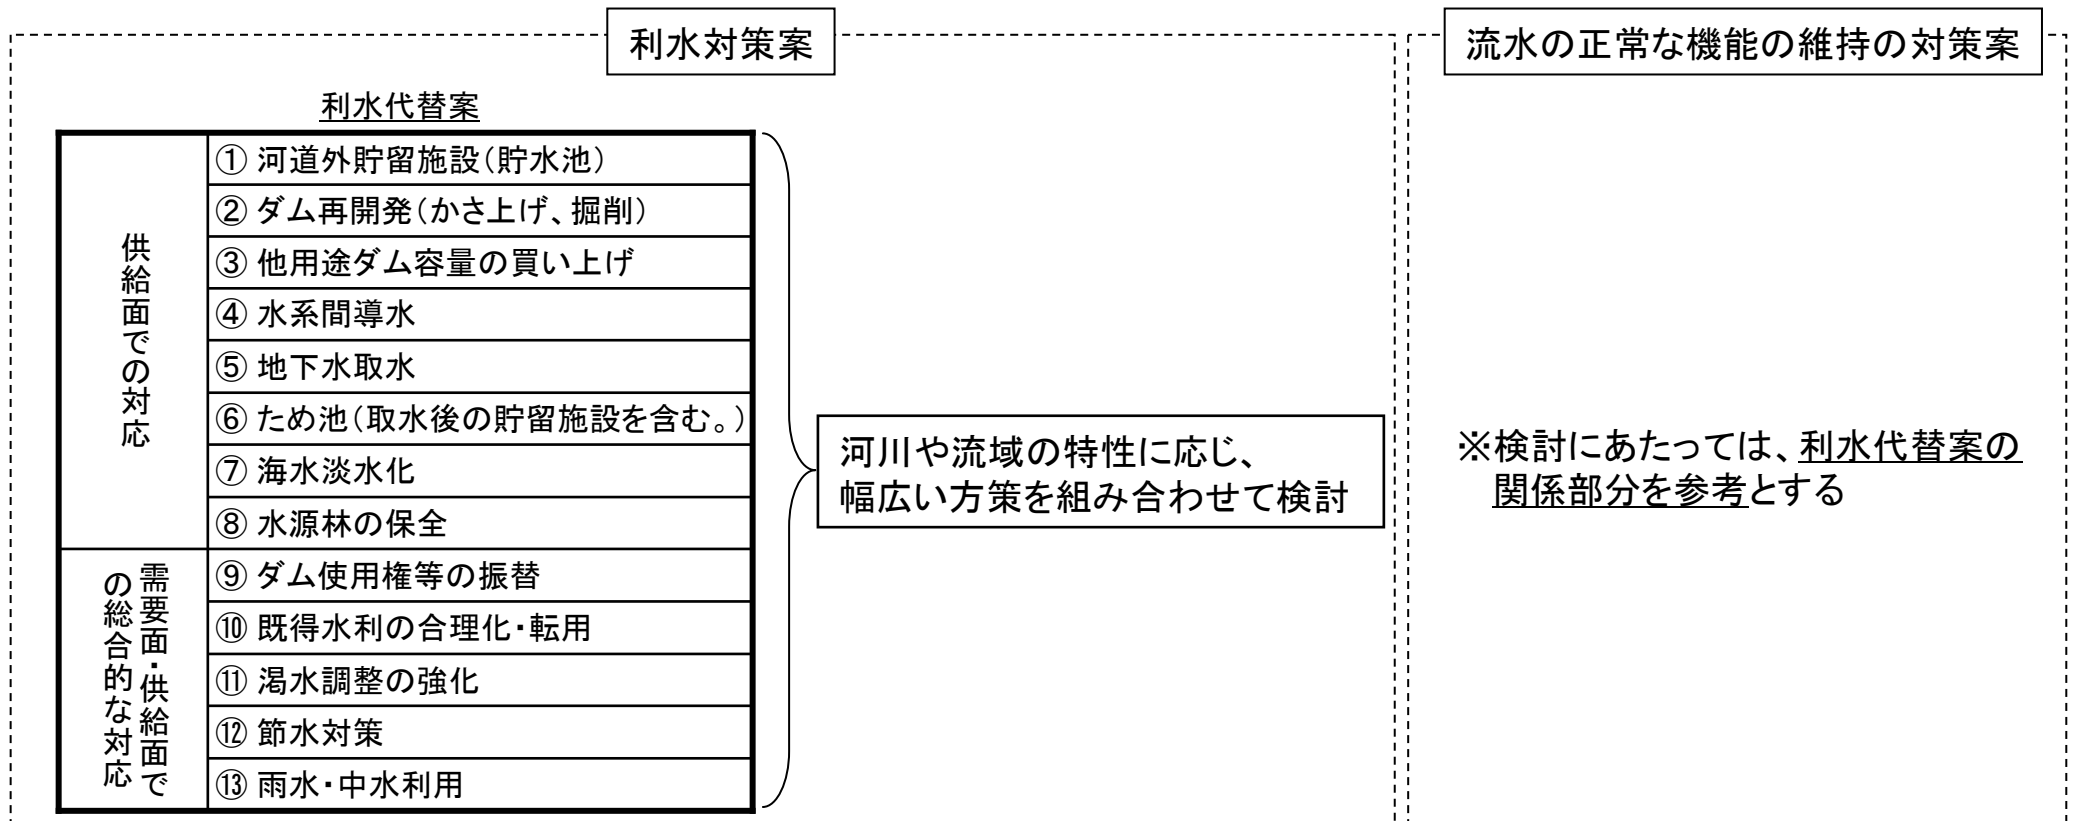 利水対策案
流水の正常な機能の維持の対策案
利水代替案
供給面での対応
① 河道外貯留施設（貯水池）
② ダム再開発（かさ上げ、掘削）
③ 他用途ダム容量の買い上げ
④ 水系間導水
⑤ 地下水取水
⑥ ため池（取水後の貯留施設を含む。）
⑦ 海水淡水化
⑧ 水源林の保全
需要面・供給面で
の総合的な対応
⑨ ダム使用権等の振替
⑩ 既得水利の合理化・転用
⑪ 渇水調整の強化
⑫ 節水対策
⑬ 雨水・中水利用
河川や流域の特性に応じ、
幅広い方策を組み合わせて検討
※検討にあたっては、利水代替案の
関係部分を参考とする